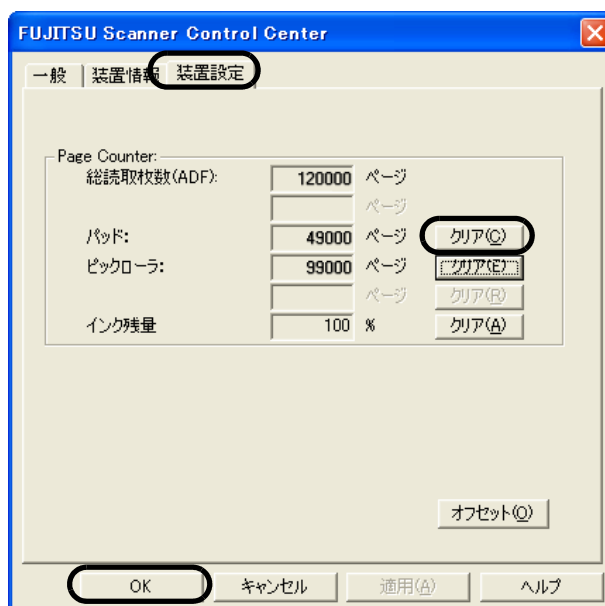 FUJITSU Scanner Control Center
一般 装置情報 装置設定
Page Counter:
総読取枚数(ADF): 120000 ページ
ページ
パッド: 49000 ページ クリア(C)
ピックローラ: 99000 ページ クリア(E)
ページ クリア(R)
インク残量 100 % クリア(A)
オフセット(O)
OK キャンセル 適用(A) ヘルプ